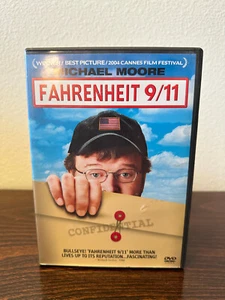 WINNER BEST PICTURE/2004 CANNES FILM FESTIVAL
MICHAEL MOORE
FAHRENHEIT 9/11
CONFIDENTIAL
BULLSEYE! 'FAHRENHEIT 9/11' MORE THAN
LIVES UP TO ITS REPUTATION...FASCINATING!
DVD